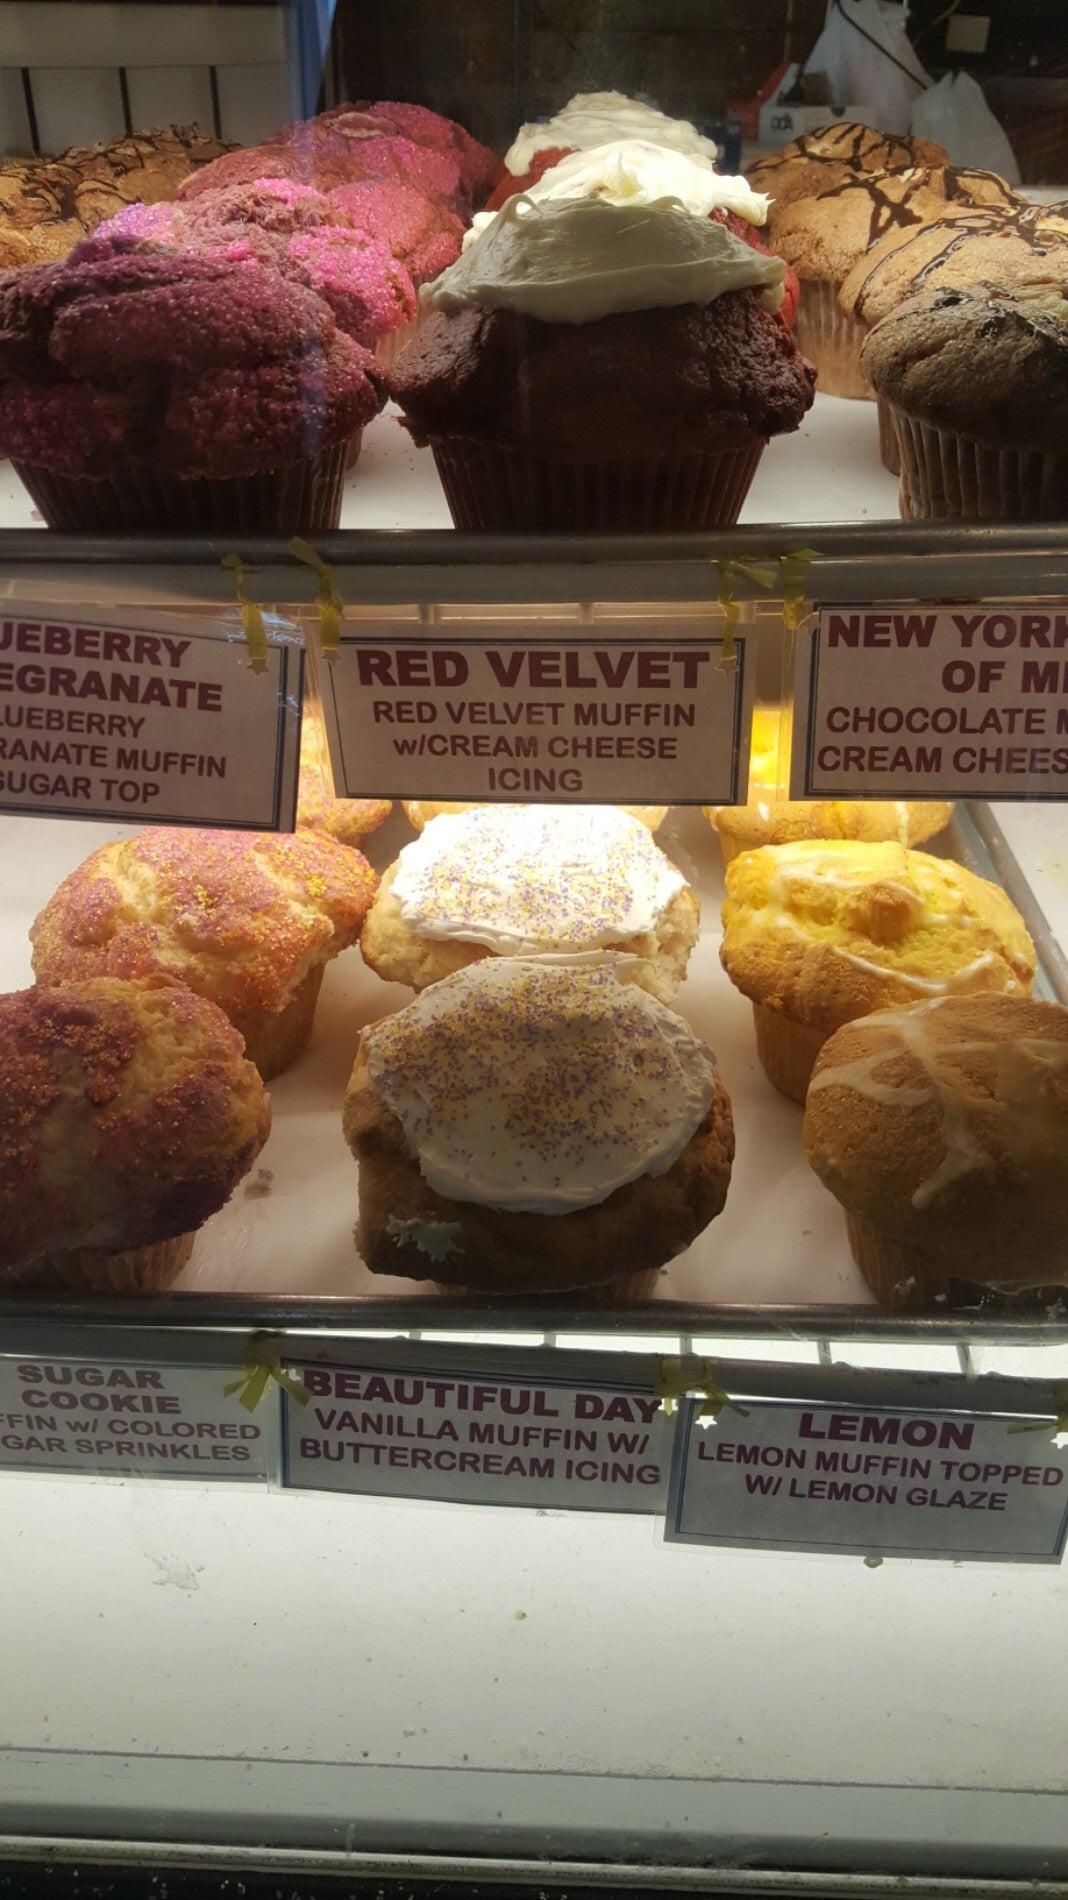 UEBERRY
EGRANATE
LUEBERRY
RANATE MUFFIN
SUGAR TOP
RED VELVET
RED VELVET MUFFIN
w/CREAM CHEESE
ICING
NEW YORK
OF MI
CHOCOLATE M
CREAM CHEES
SUGAR
COOKIE
FFIN w/ COLORED
GAR SPRINKLES
BEAUTIFUL DAY
VANILLA MUFFIN W/
BUTTERCREAM ICING
LEMON
LEMON MUFFIN TOPPED
W/ LEMON GLAZE